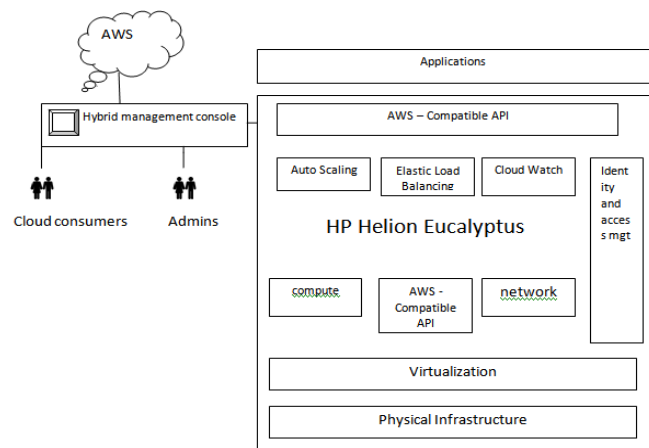 AWS
Applications
Hybrid management console
AWS – Compatible API
Auto Scaling
Elastic Load
Balancing
Cloud Watch
Ident
ity
and
acces
s mgt
Cloud consumers
Admins
HP Helion Eucalyptus
compute
AWS -
Compatible
API
network
Virtualization
Physical Infrastructure